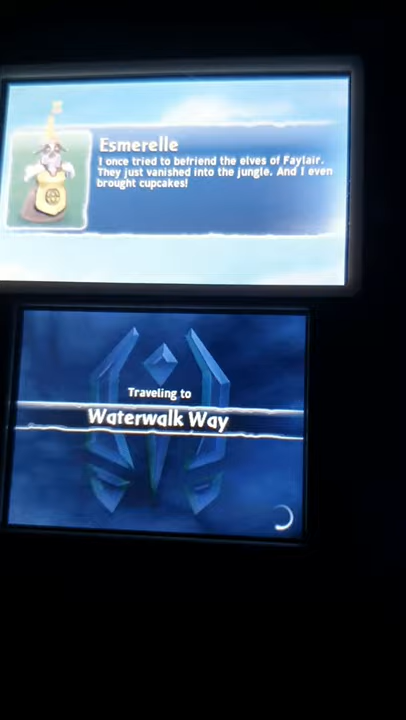 Esmerelle
I once tried to befriend the elves of Faylair.
They just vanished into the jungle. And I even
brought cupcakes!
Traveling to
Waterwalk Way